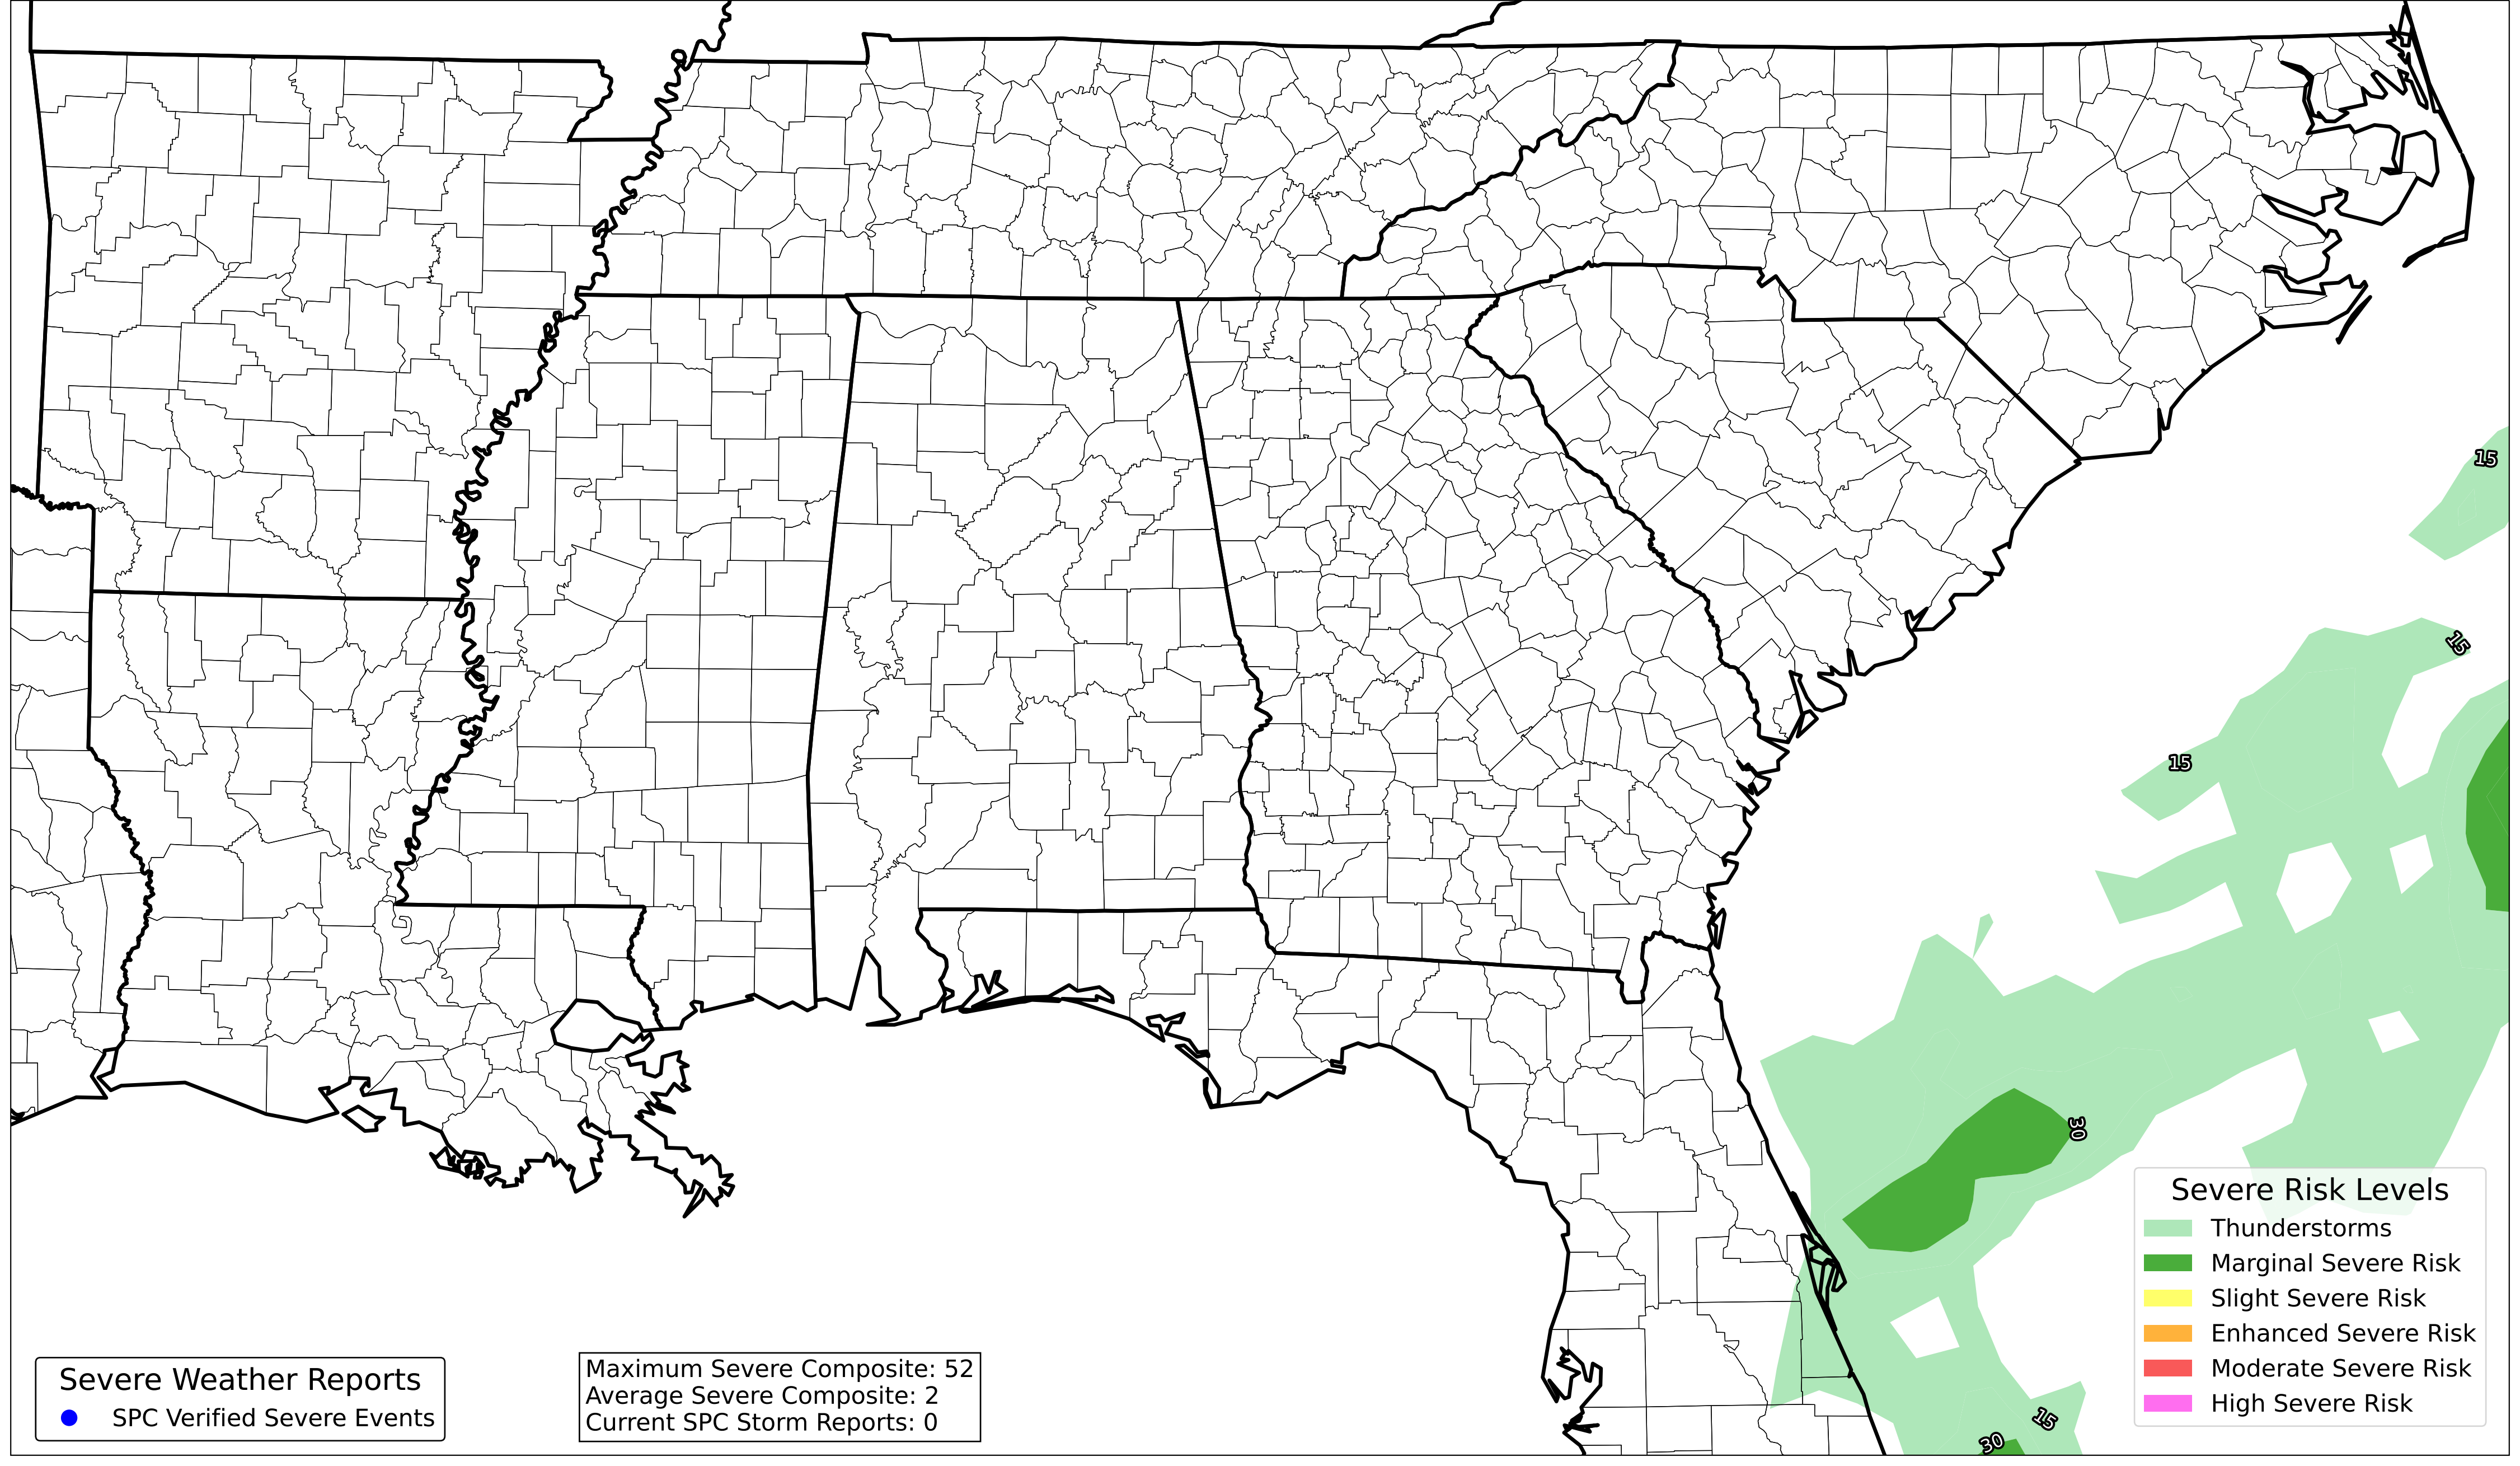 15
15
15
30
Severe Risk Levels
Thunderstorms
Marginal Severe Risk
Slight Severe Risk
Enhanced Severe Risk
Moderate Severe Risk
High Severe Risk
Severe Weather Reports
SPC Verified Severe Events
Maximum Severe Composite: 52
Average Severe Composite: 2
Current SPC Storm Reports: 0
15
30